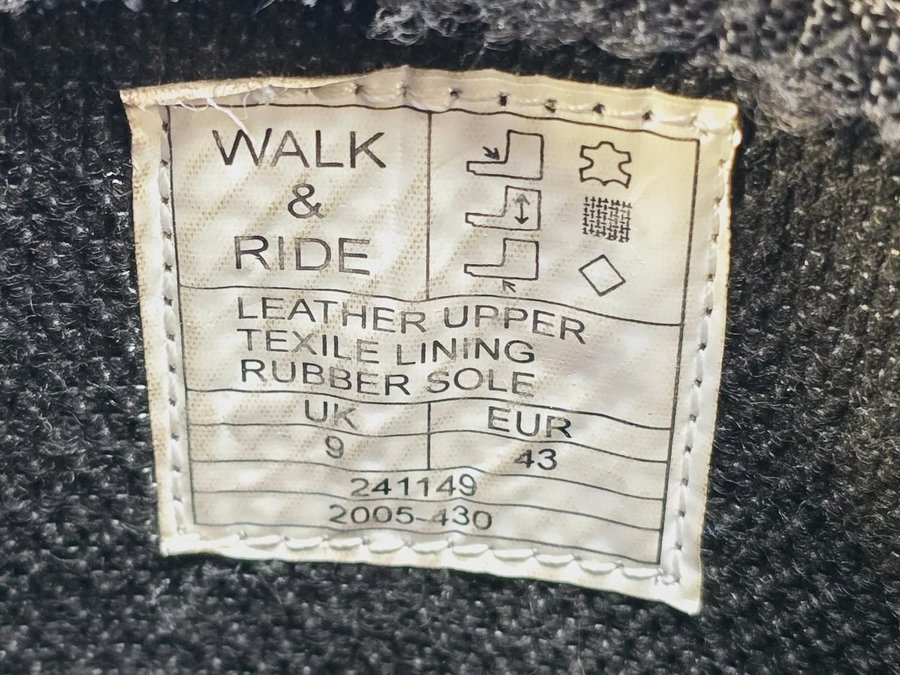 WALK
&
RIDE
LEATHER UPPER
TEXILE LINING
RUBBER SOLE
UK EUR
9 43
241149
2005-430